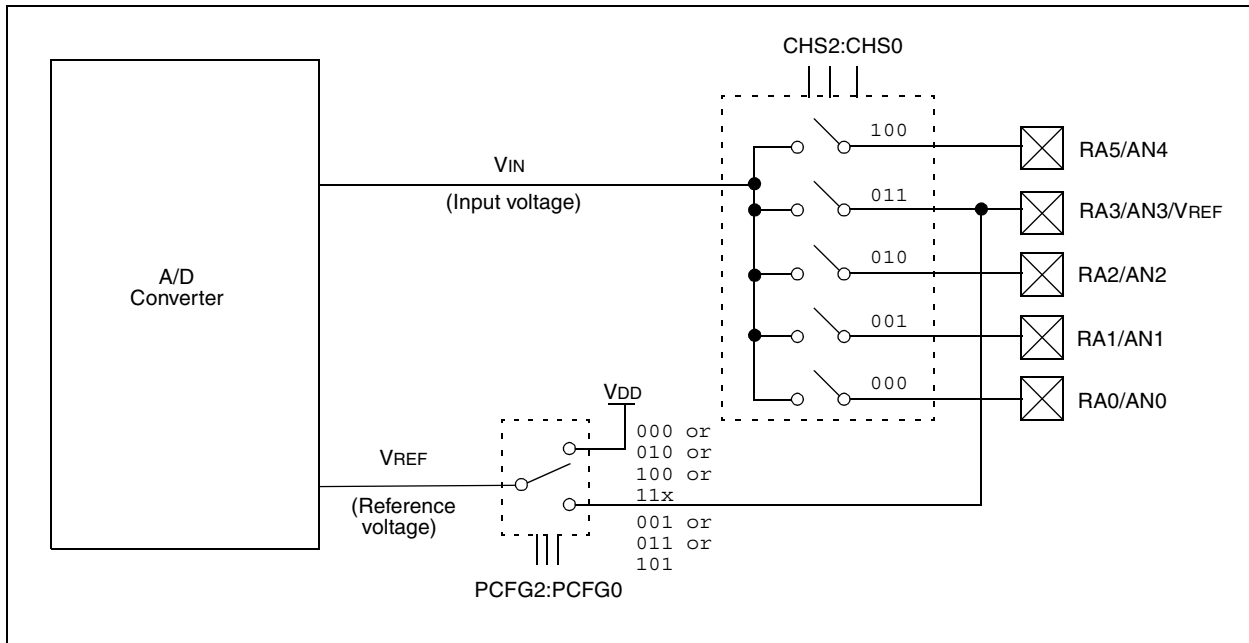 CHS2:CHS0
A/D
Converter
VIN
(Input voltage)
100
RA5/AN4
011
RA3/AN3/VREF
010
RA2/AN2
001
RA1/AN1
000
RA0/AN0
VDD
000 or
010 or
100 or
11x
001 or
011 or
101
VREF
(Reference
voltage)
PCFG2:PCFG0